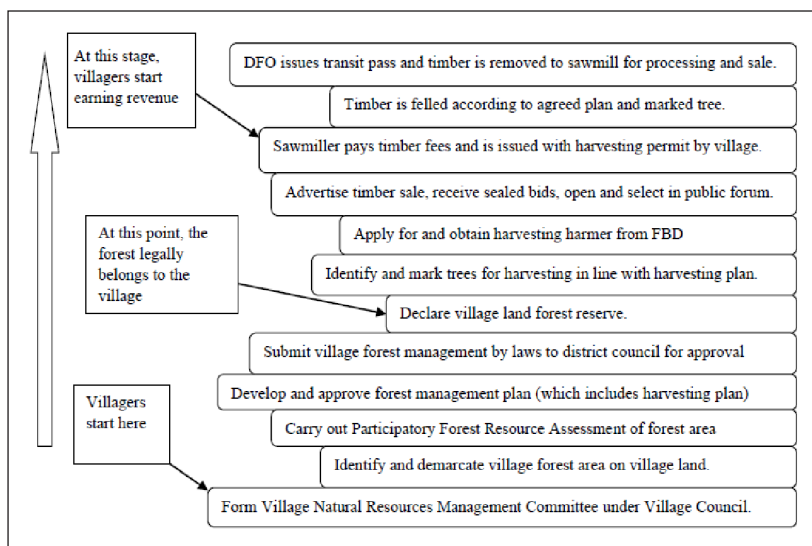 At this stage,
villagers start
earning revenue
DFO issues transit pass and timber is removed to sawmill for processing and sale.
Timber is felled according to agreed plan and marked tree.
Sawmiller pays timber fees and is issued with harvesting permit by village.
Advertise timber sale, receive sealed bids, open and select in public forum.
At this point, the
forest legally
belongs to the
village
Apply for and obtain harvesting harmer from FBD
Identify and mark trees for harvesting in line with harvesting plan.
Declare village land forest reserve.
Submit village forest management by laws to district council for approval
Develop and approve forest management plan (which includes harvesting plan)
Villagers
start here
Carry out Participatory Forest Resource Assessment of forest area
Identify and demarcate village forest area on village land.
Form Village Natural Resources Management Committee under Village Council.